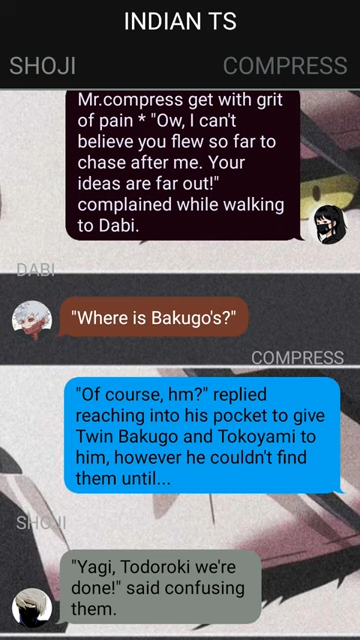 INDIAN TS
SHOJI
COMPRESS
Mr.compress get with grit
of pain * "Ow, I can't
believe you flew so far to
chase after me. Your
ideas are far out!"
complained while walking
to Dabi.
DABI
"Where is Bakugo's?"
COMPRESS
"Of course, hm?" replied
reaching into his pocket to give
Twin Bakugo and Tokoyami to
him, however he couldn't find
them until...
SHOJI
"Yagi, Todoroki we're
done!" said confusing
them.